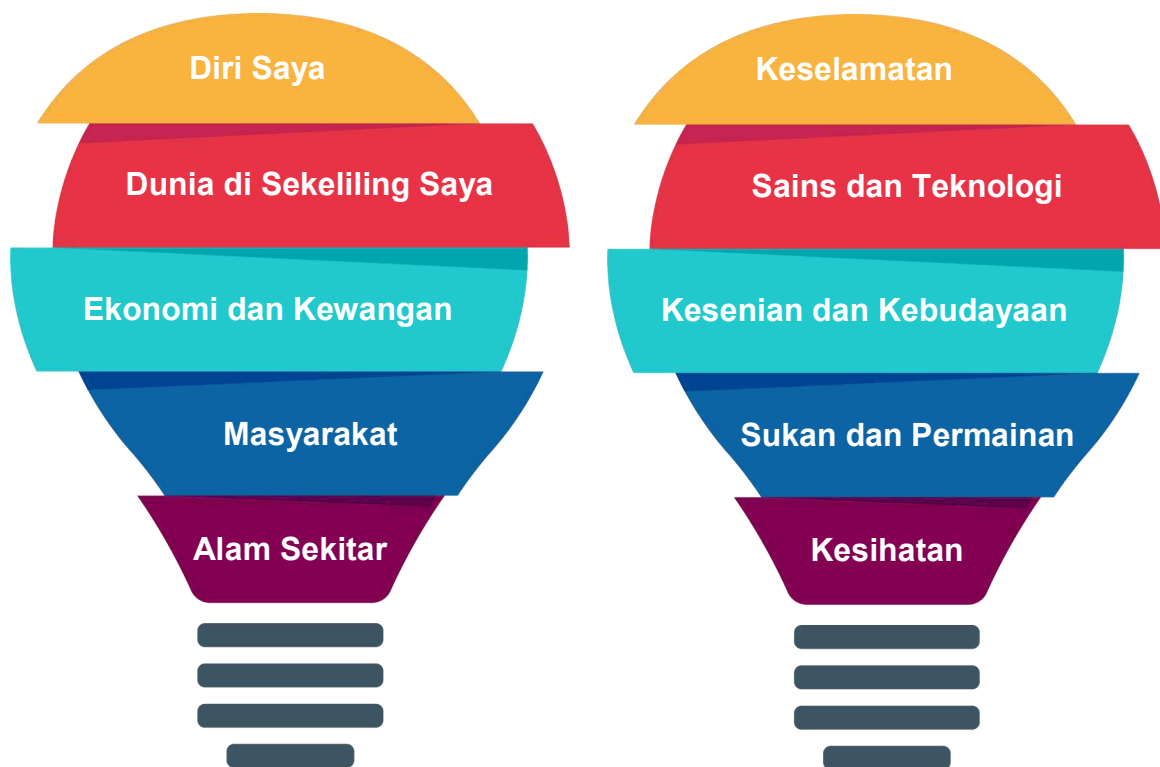 Diri Saya
Dunia di Sekeliling Saya
Ekonomi dan Kewangan
Masyarakat
Alam Sekitar
Keselamatan
Sains dan Teknologi
Kesenian dan Kebudayaan
Sukan dan Permainan
Kesihatan